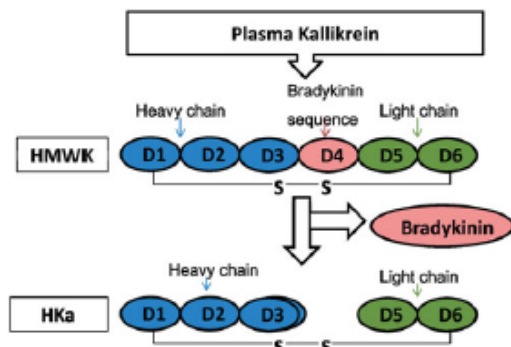 Plasma Kallikrein
Heavy chain
Bradykinin
sequence
Light chain
HMWK
D1 D2 D3 D4 D5 D6
S S
Bradykinin
Heavy chain
Light chain
HKa
D1 D2 D3 D5 D6
S S